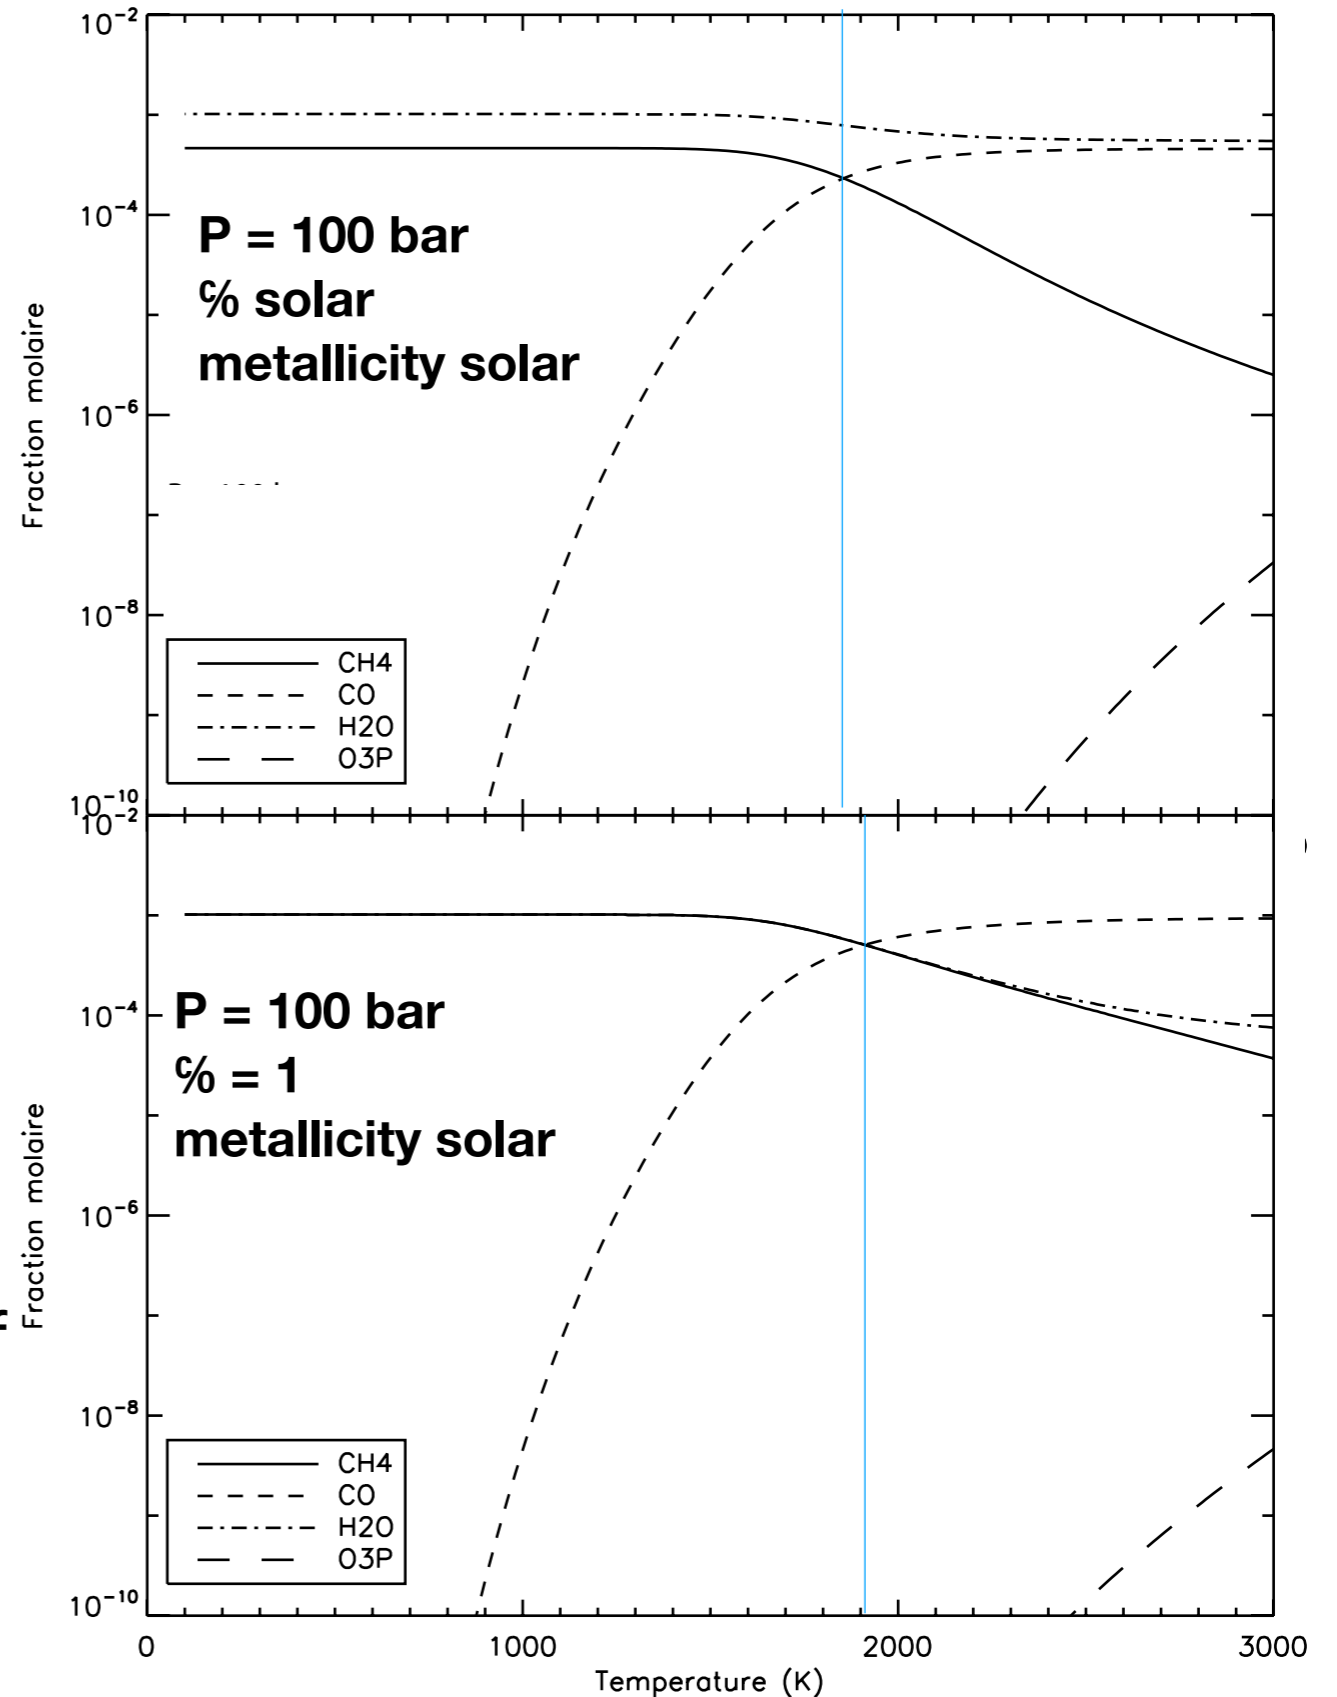 10⁻²
10⁻⁴
10⁻⁶
10⁻⁸
10⁻¹⁰
Fraction molaire
P = 100 bar
℅ solar
metallicity solar
CH4
CO
H2O
O3P
10⁻²
10⁻⁴
10⁻⁶
10⁻⁸
10⁻¹⁰
Fraction molaire
P = 100 bar
℅ = 1
metallicity solar
CH4
CO
H2O
O3P
0 1000 2000 3000
Temperature (K)